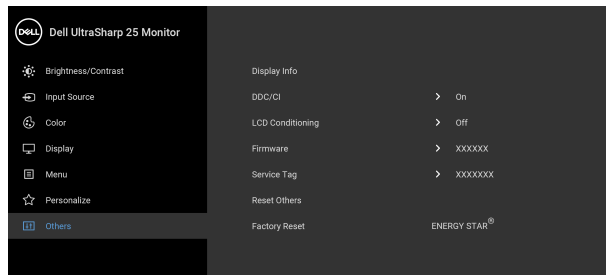 DELL Dell UltraSharp 25 Monitor
Brightness/Contrast
Input Source
Color
Display
Menu
Personalize
Others
Display Info
DDC/CI > On
LCD Conditioning > Off
Firmware > XXXXXX
Service Tag > XXXXXXX
Reset Others
Factory Reset ENERGY STAR®